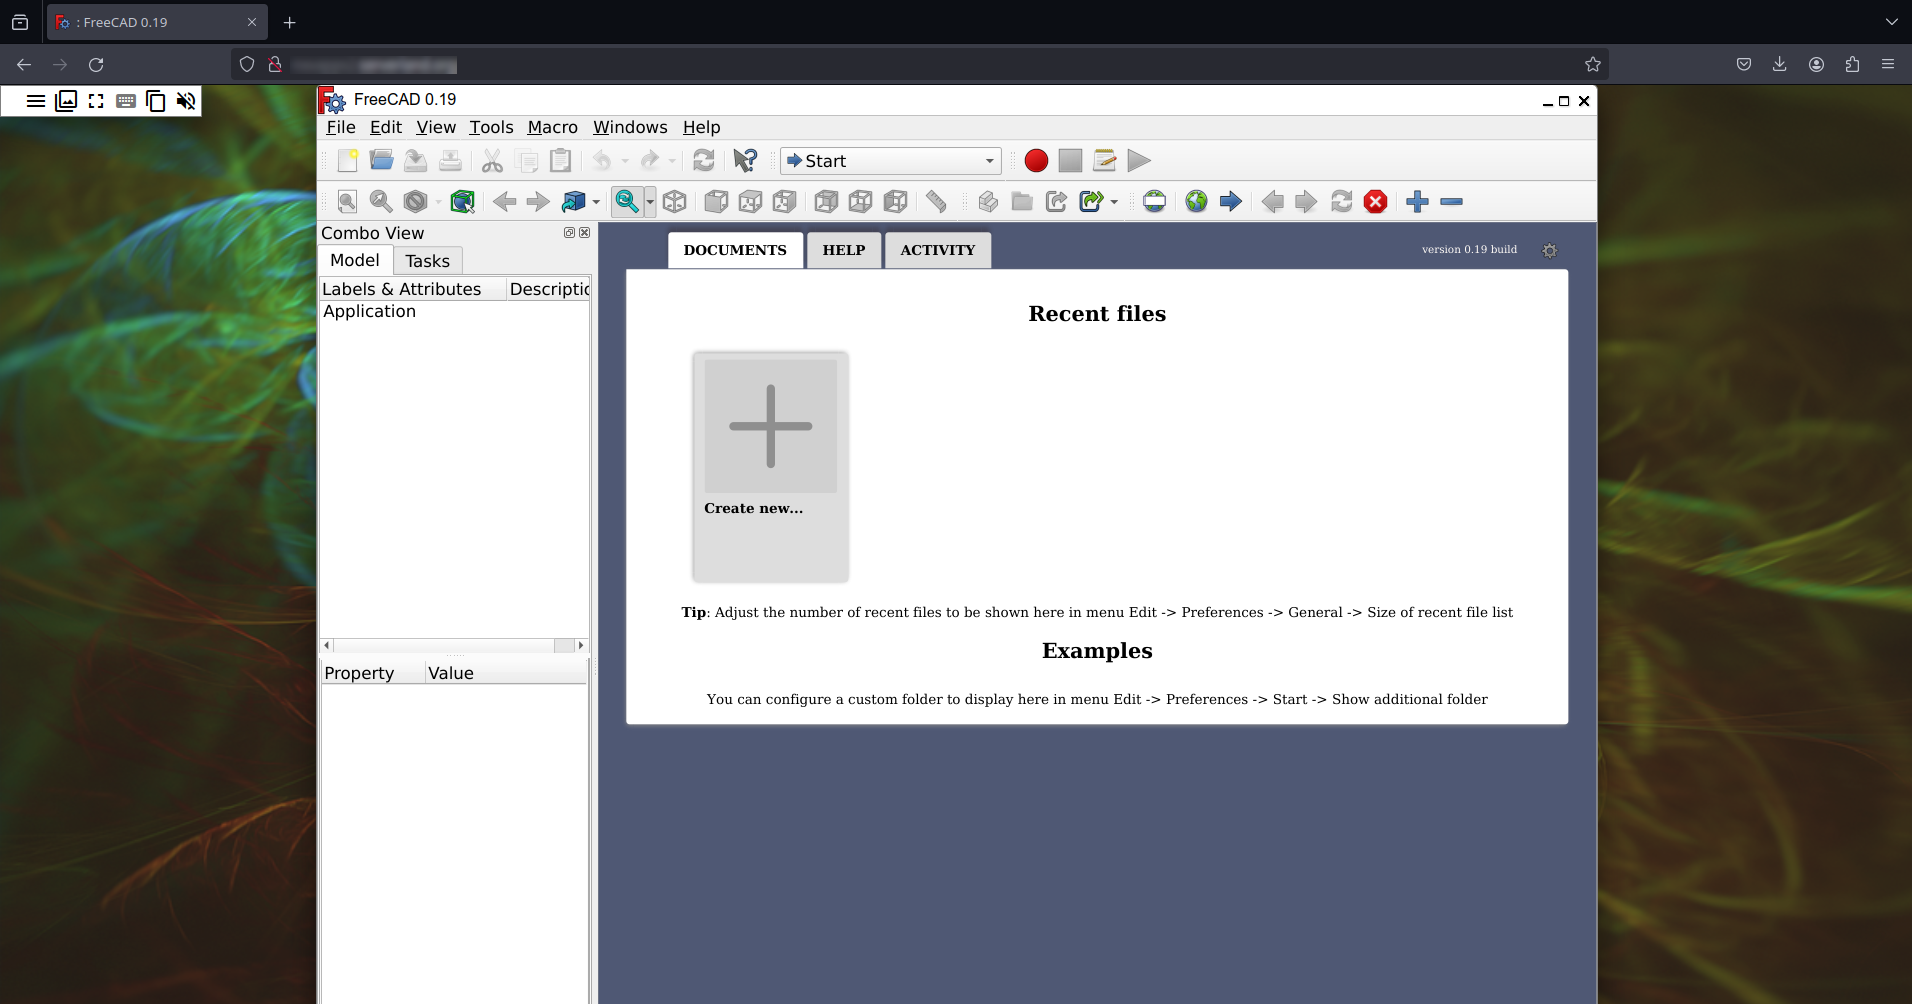 : FreeCAD 0.19
FreeCAD 0.19
File Edit View Tools Macro Windows Help
Start
Combo View
Model Tasks
Labels & Attributes Descriptic
Application
Property Value
DOCUMENTS HELP ACTIVITY
version 0.19 build
Recent files
Create new...
Tip: Adjust the number of recent files to be shown here in menu Edit -> Preferences -> General -> Size of recent file list
Examples
You can configure a custom folder to display here in menu Edit -> Preferences -> Start -> Show additional folder